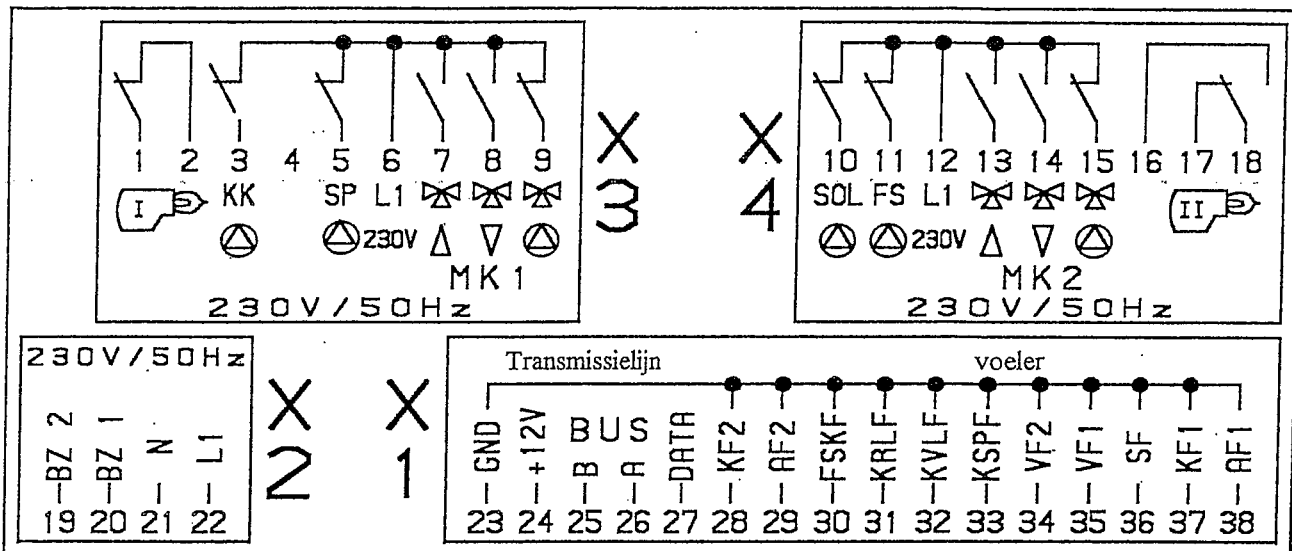 1 2 3 4 5 6 7 8 9
I KK SP L1
230V
MK1
230V/50Hz
X3
X4
10 11 12 13 14 15 16 17 18
SOL FS L1 II
230V
MK2
230V/50Hz
230V/50Hz
BZ 2 BZ 1 N L1
19 20 21 22
X2
X1
Transmissielijn voeler
GND +12V BUS DATA KF2 AF2 FSKF KRLF KVLF KSPF VF2 VF1 SF KF1 AF1
B A
23 24 25 26 27 28 29 30 31 32 33 34 35 36 37 38